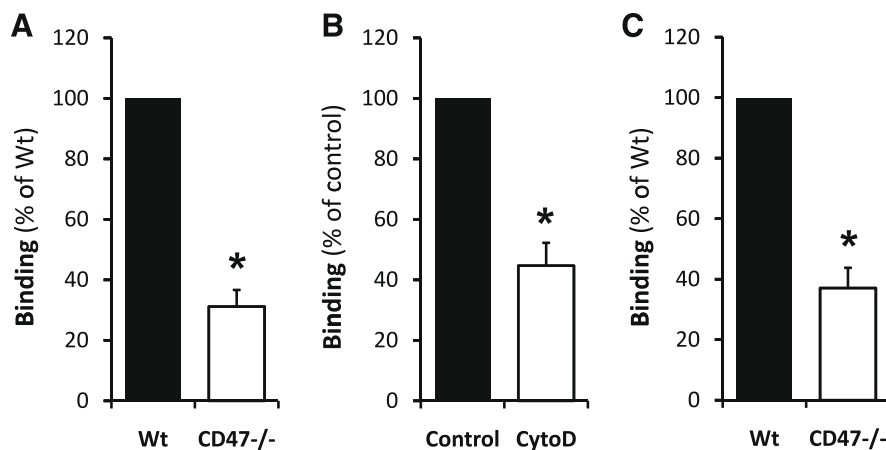 A
Binding (% of Wt)
120
100
80
60
40
20
0
*
Wt CD47-/-
B
Binding (% of control)
120
100
80
60
40
20
0
*
Control CytoD
C
Binding (% of Wt)
120
100
80
60
40
20
0
*
Wt CD47-/-